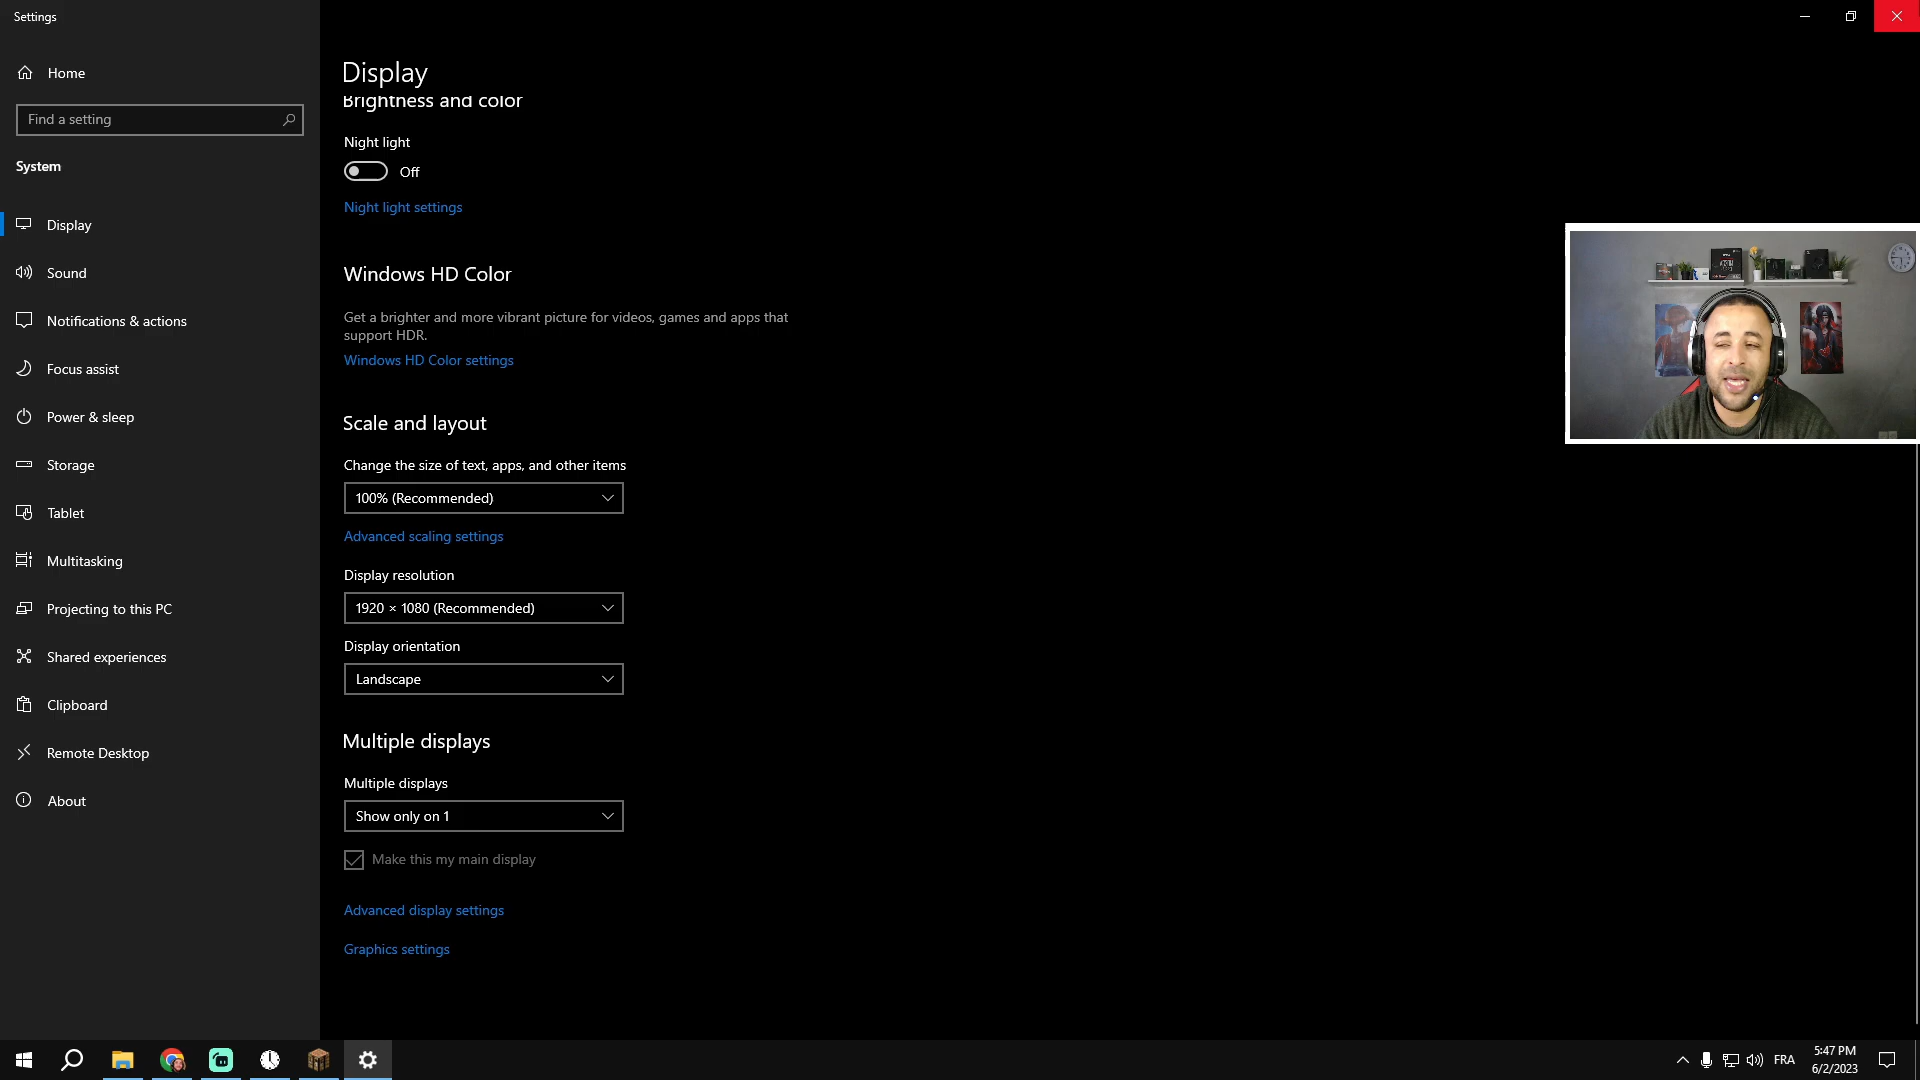 Settings
Home
Find a setting
System
Display
Sound
Notifications & actions
Focus assist
Power & sleep
Storage
Tablet
Multitasking
Projecting to this PC
Shared experiences
Clipboard
Remote Desktop
About
Display
Brightness and color
Night light
Off
Night light settings
Windows HD Color
Get a brighter and more vibrant picture for videos, games and apps that
support HDR.
Windows HD Color settings
Scale and layout
Change the size of text, apps, and other items
100% (Recommended)
Advanced scaling settings
Display resolution
1920 × 1080 (Recommended)
Display orientation
Landscape
Multiple displays
Multiple displays
Show only on 1
Make this my main display
Advanced display settings
Graphics settings
FRA
5:47 PM
6/2/2023